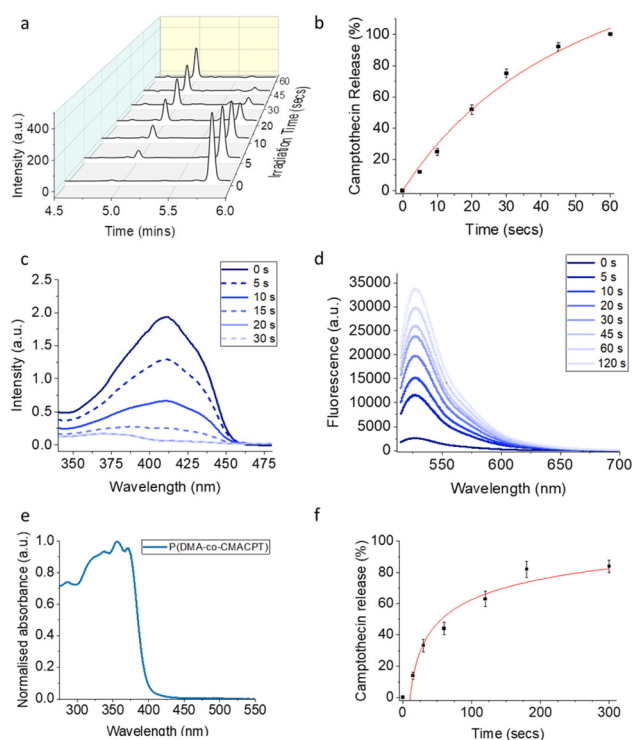 a
Intensity (a.u.)
400
200
0
4.5
5.0
5.5
6.0
Time (mins)
60
45
30
20
10
5
0
Irradiation Time (secs)
b
Camptothecin Release (%)
100
80
60
40
20
0
0 10 20 30 40 50 60
Time (secs)
c
Intensity (a.u.)
2.5
2.0
1.5
1.0
0.5
0.0
350 400 450
Wavelength (nm)
0 s
5 s
10 s
15 s
20 s
30 s
d
Fluorescence (a.u.)
35000
30000
25000
20000
15000
10000
5000
0
550 600 650 700
Wavelength (nm)
0 s
5 s
10 s
20 s
30 s
45 s
60 s
120 s
e
Normalised absorbance (a.u.)
1.0
0.8
0.6
0.4
0.2
0.0
300 350 400 450 500 550
Wavelength (nm)
P(DMA-co-CMACPT)
f
Camptothecin release (%)
100
80
60
40
20
0
0 100 200 300
Time (secs)